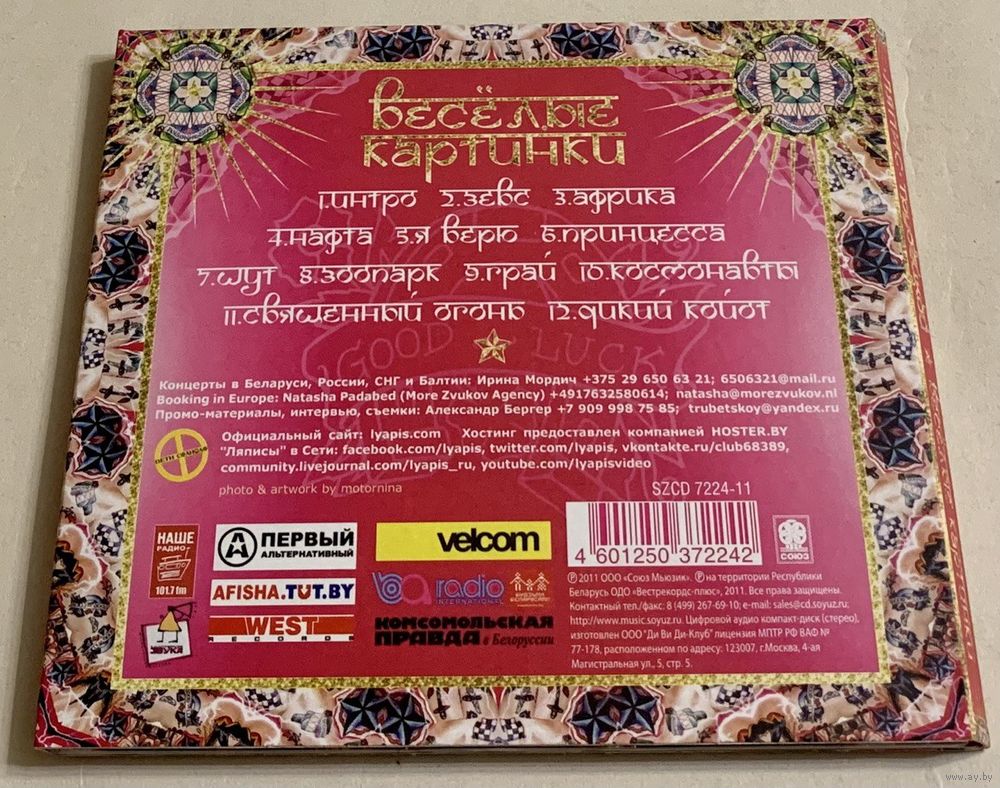 ВЕСЁЛЫЕ
КАРТИНКИ
1.ИНТРО 2.ЗЕВС 3.АФРИКА
4.НАФТА 5.Я ВЕРЮ 6.ПРИНЦЕССА
7.ШУТ 8.ЗООПАРК 9.ГРАЙ 10.КОСМОНАВТЫ
11.СВЯЩЕННЫЙ ОГОНЬ 12.ДИКИЙ КОЙОТ
GOOD LUCK
Концерты в Беларуси, России, СНГ и Балтии: Ирина Мордич +375 29 650 63 21; 6506321@mail.ru
Booking in Europe: Natasha Padabed (More Zvukov Agency) +4917632580614; natasha@morezvukov.nl
Промо-материалы, интервью, съемки: Александр Бергер +7 909 998 75 85; trubetskoy@yandex.ru
Официальный сайт: lyapis.com Хостинг предоставлен компанией HOSTER.BY
"Ляписы" в Сети: facebook.com/lyapis, twitter.com/lyapis, vkontakte.ru/club68389,
community.livejournal.com/lyapis_ru, youtube.com/lyapisvideo
ДЕТИ СОЛНЦА
photo & artwork by motornina
SZCD 7224-11
4 601250 372242
СОЮЗ
НАШЕ
РАДИО
101.7 fm
А ПЕРВЫЙ
АЛЬТЕРНАТИВНЫЙ
velcom
AFISHA.TUT.BY
ba radio
INTERNATIONAL
БУДЗЬМА
БЕЛАРУСАМІ!
WEST
RECORDS
КОМСОМОЛЬСКАЯ
ПРАВДА в Белоруссии
ЗВУКА
℗ 2011 ООО «Союз Мьюзик». ℗ на территории Республики
Беларусь ОДО «Вестрекордс-плюс», 2011. Все права защищены.
Контактный тел./факс: 8 (499) 267-69-10; e-mail: sales@cd.soyuz.ru;
http://www.music.soyuz.ru. Цифровой аудио компакт-диск (стерео),
изготовлен ООО "Ди Ви Ди-Клуб" лицензия МПТР РФ ВАФ №
77-178, расположенном по адресу: 123007, г.Москва, 4-ая
Магистральная ул., 5, стр. 5.
www.ay.by